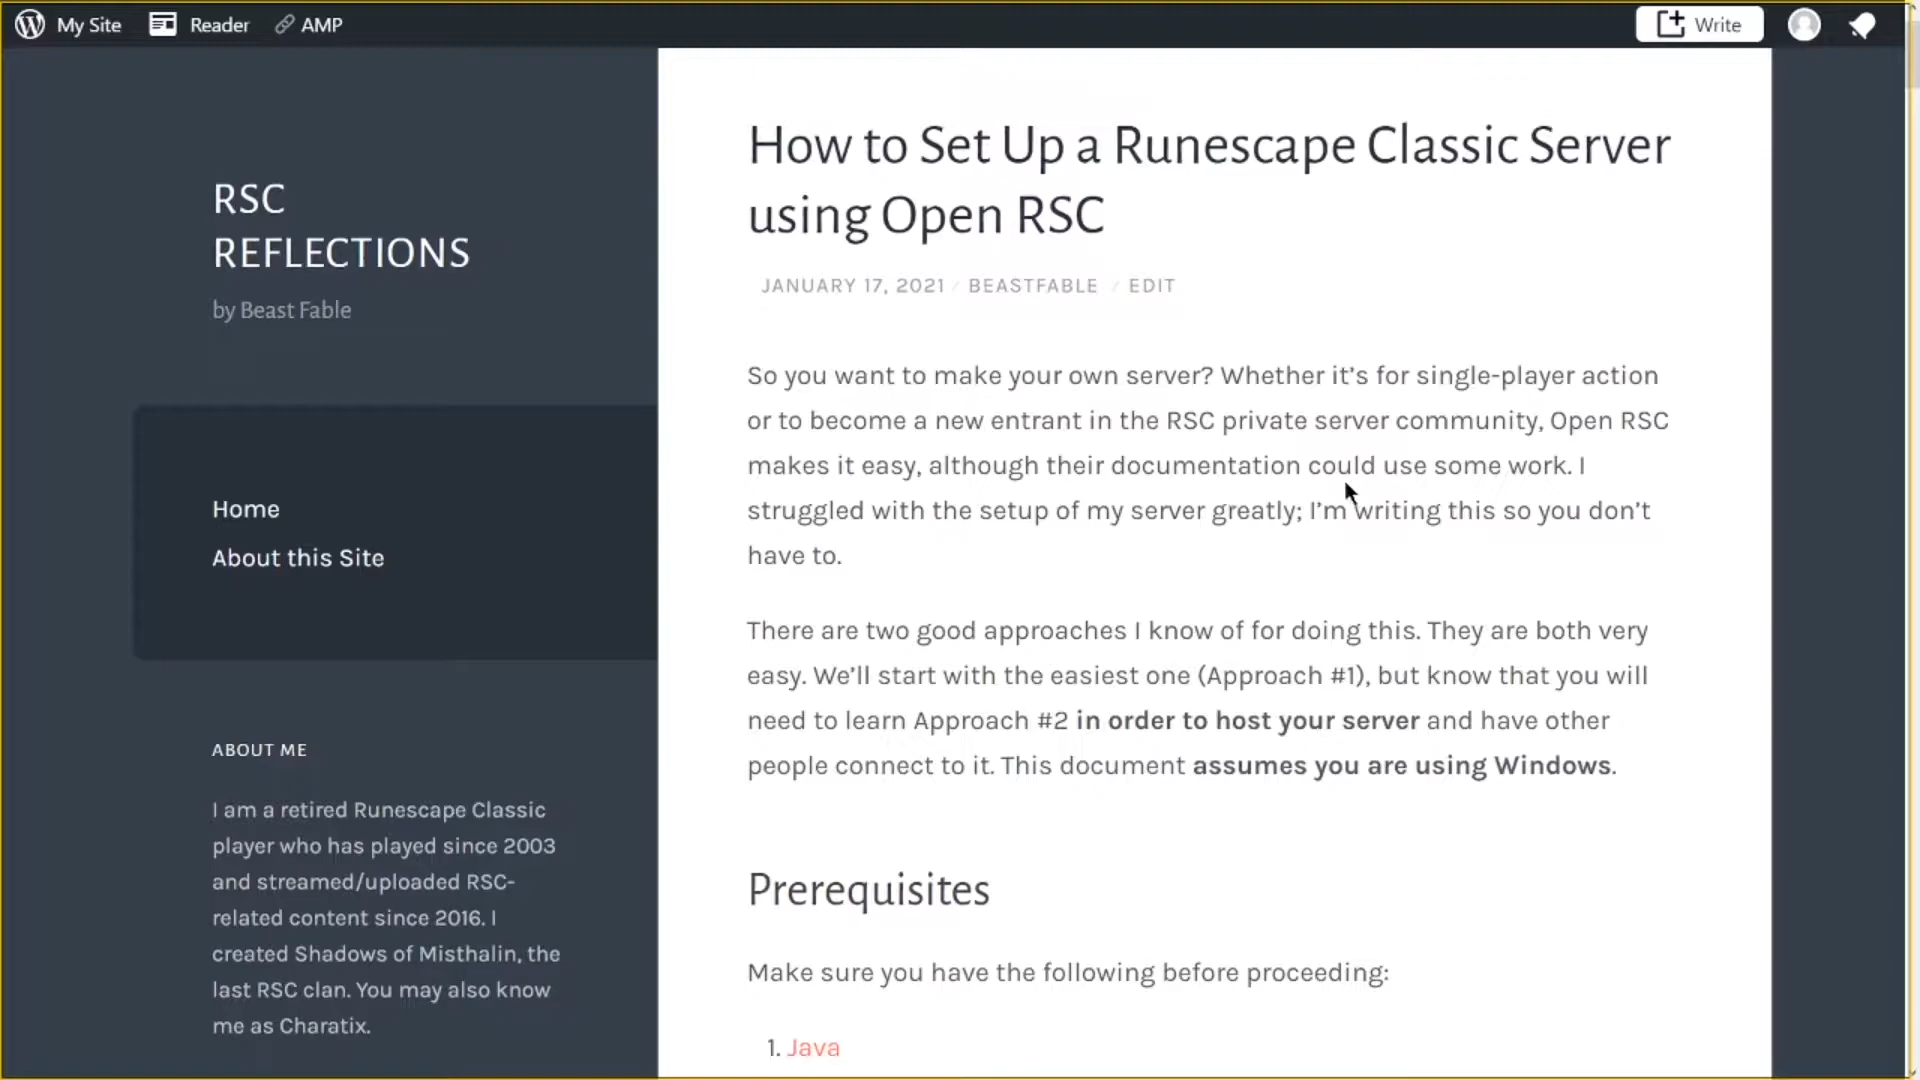 My Site
Reader
AMP
Write
RSC
REFLECTIONS
by Beast Fable
Home
About this Site
ABOUT ME
I am a retired Runescape Classic
player who has played since 2003
and streamed/uploaded RSC-
related content since 2016. I
created Shadows of Misthalin, the
last RSC clan. You may also know
me as Charatix.
How to Set Up a Runescape Classic Server
using Open RSC
JANUARY 17, 2021 / BEASTFABLE / EDIT
So you want to make your own server? Whether it's for single-player action
or to become a new entrant in the RSC private server community, Open RSC
makes it easy, although their documentation could use some work. I
struggled with the setup of my server greatly; I'm writing this so you don't
have to.
There are two good approaches I know of for doing this. They are both very
easy. We'll start with the easiest one (Approach #1), but know that you will
need to learn Approach #2 in order to host your server and have other
people connect to it. This document assumes you are using Windows.
Prerequisites
Make sure you have the following before proceeding:
1. Java